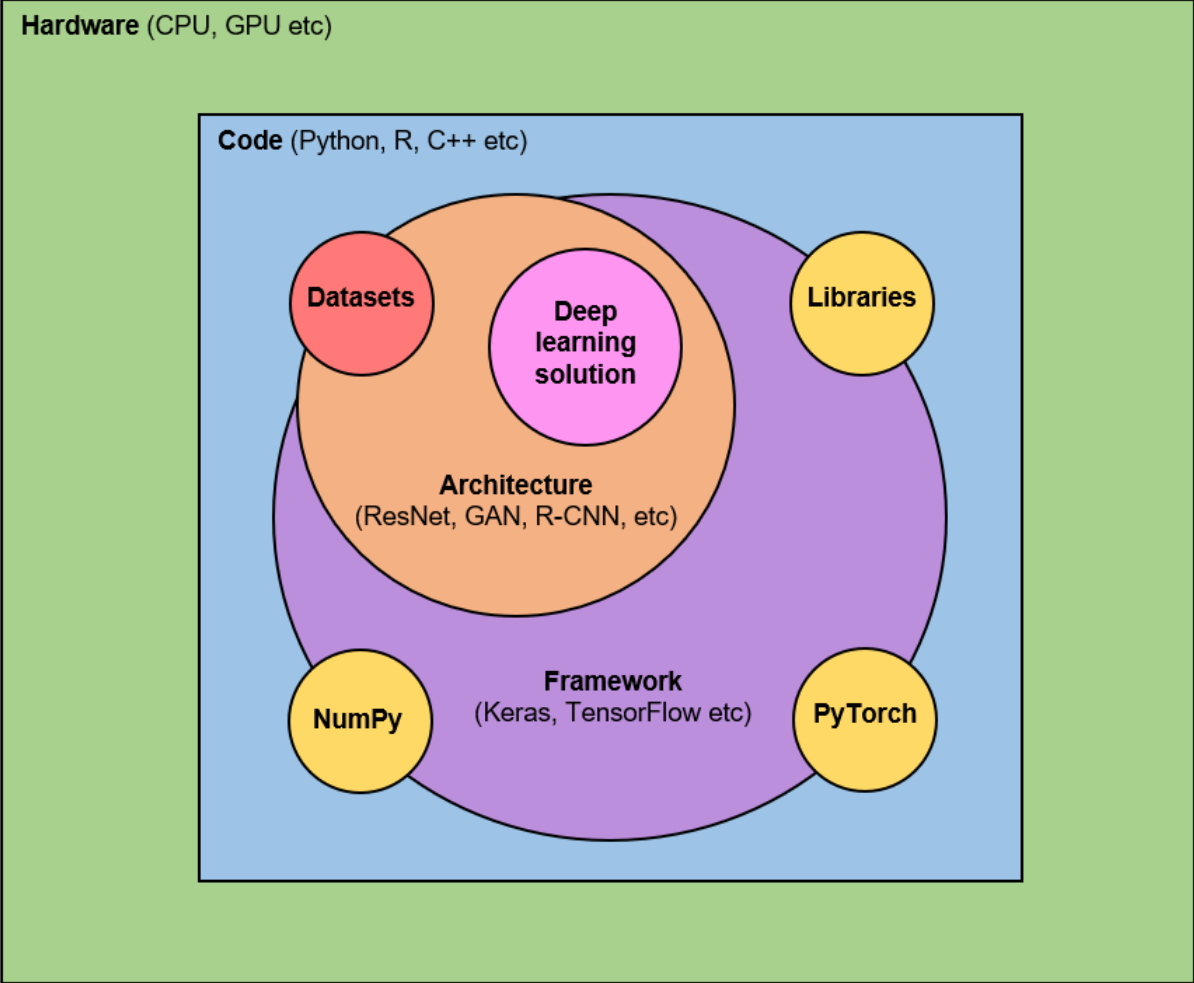 Hardware (CPU, GPU etc)
Code (Python, R, C++ etc)
Datasets
Libraries
Deep
learning
solution
Architecture
(ResNet, GAN, R-CNN, etc)
Framework
(Keras, TensorFlow etc)
NumPy
PyTorch